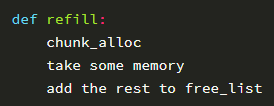 def refill:
chunk_alloc
take some memory
add the rest to free_list